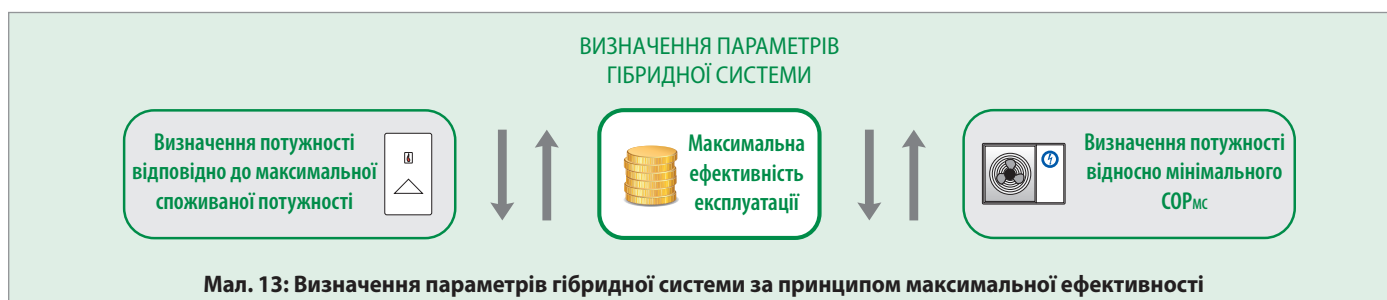 ВИЗНАЧЕННЯ ПАРАМЕТРІВ
ГІБРИДНОЇ СИСТЕМИ
Визначення потужності
відповідно до максимальної
споживаної потужності
Максимальна
ефективність
експлуатації
Визначення потужності
відносно мінімального
COPмс
Мал. 13: Визначення параметрів гібридної системи за принципом максимальної ефективності